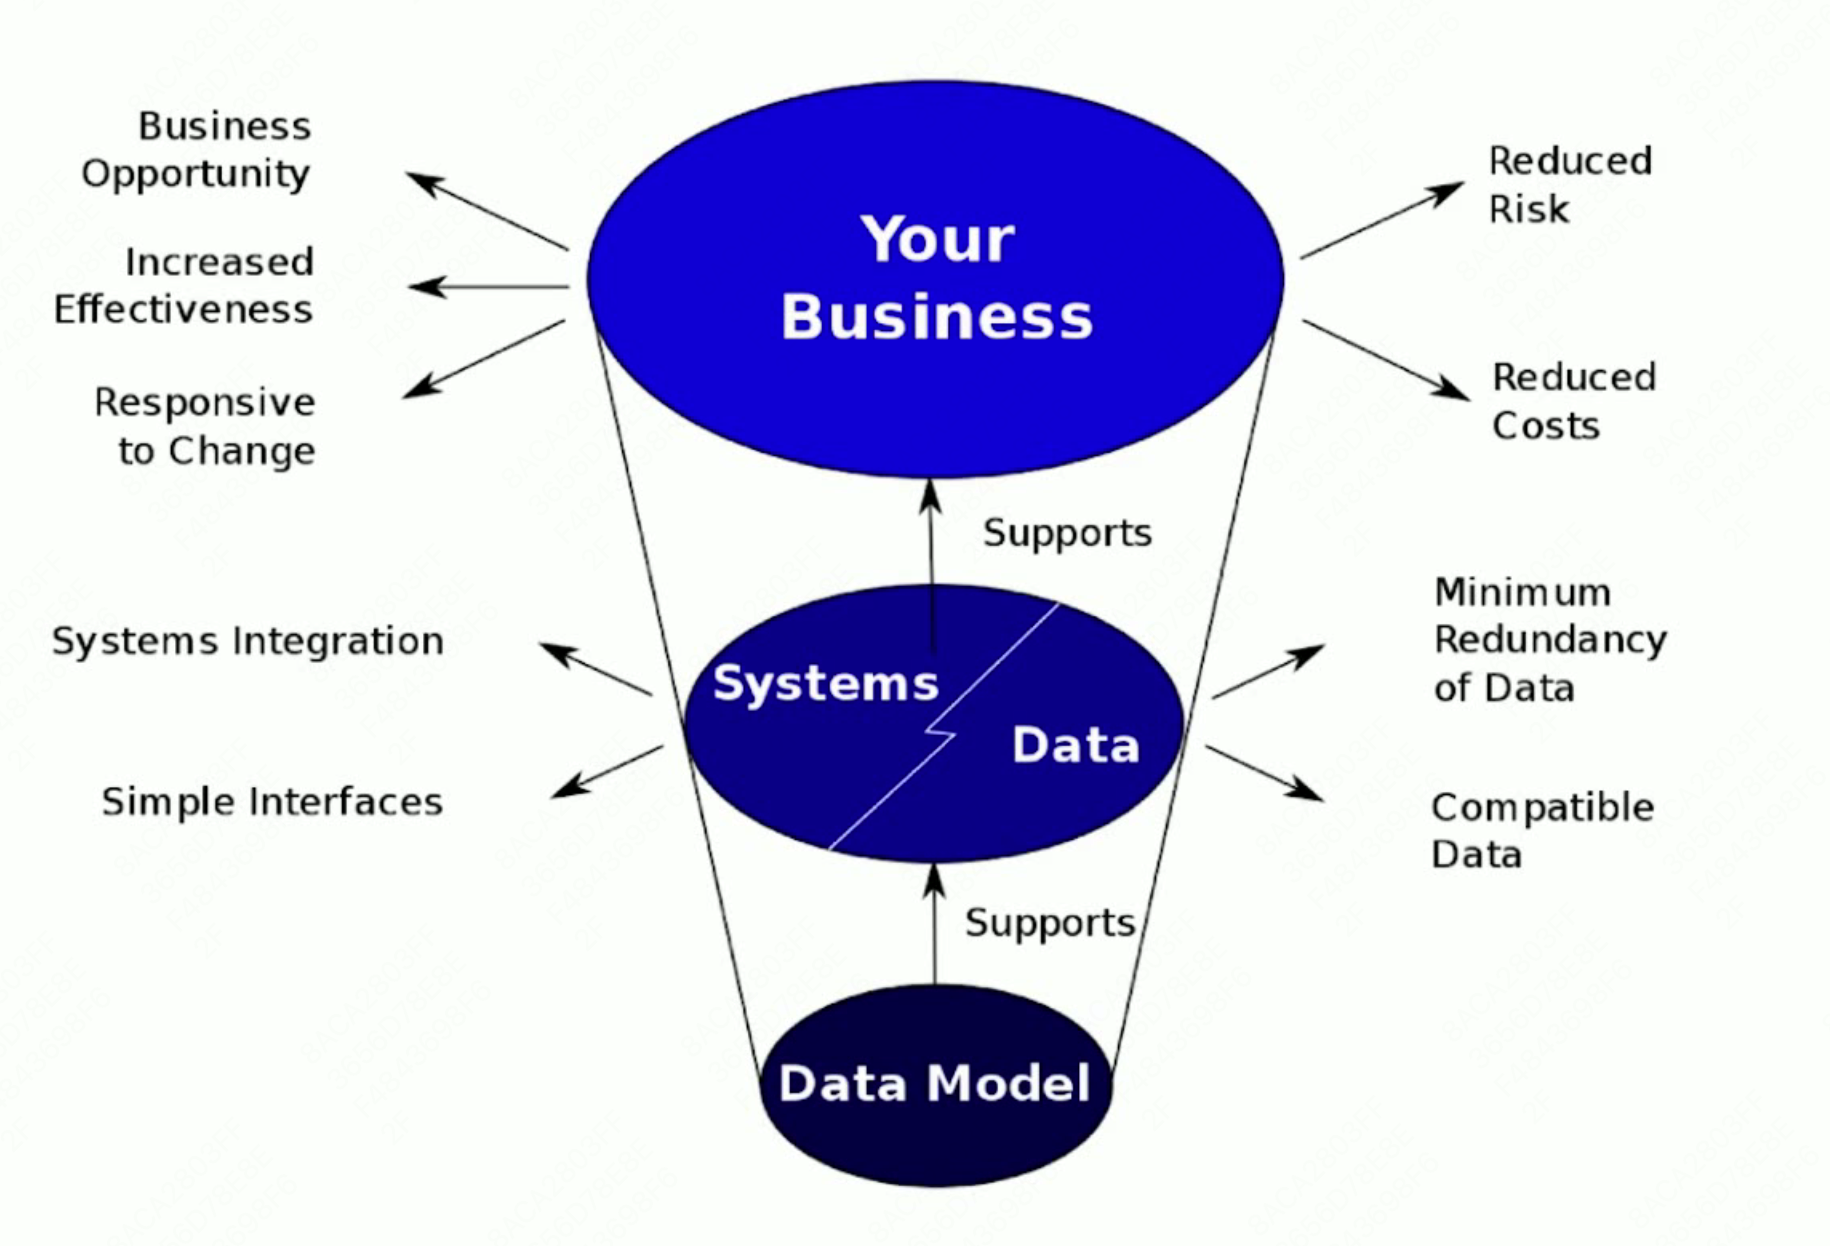 Business
Opportunity
Increased
Effectiveness
Responsive
to Change
Your
Business
Reduced
Risk
Reduced
Costs
Supports
Systems Integration
Simple Interfaces
Systems
Data
Minimum
Redundancy
of Data
Compatible
Data
Supports
Data Model